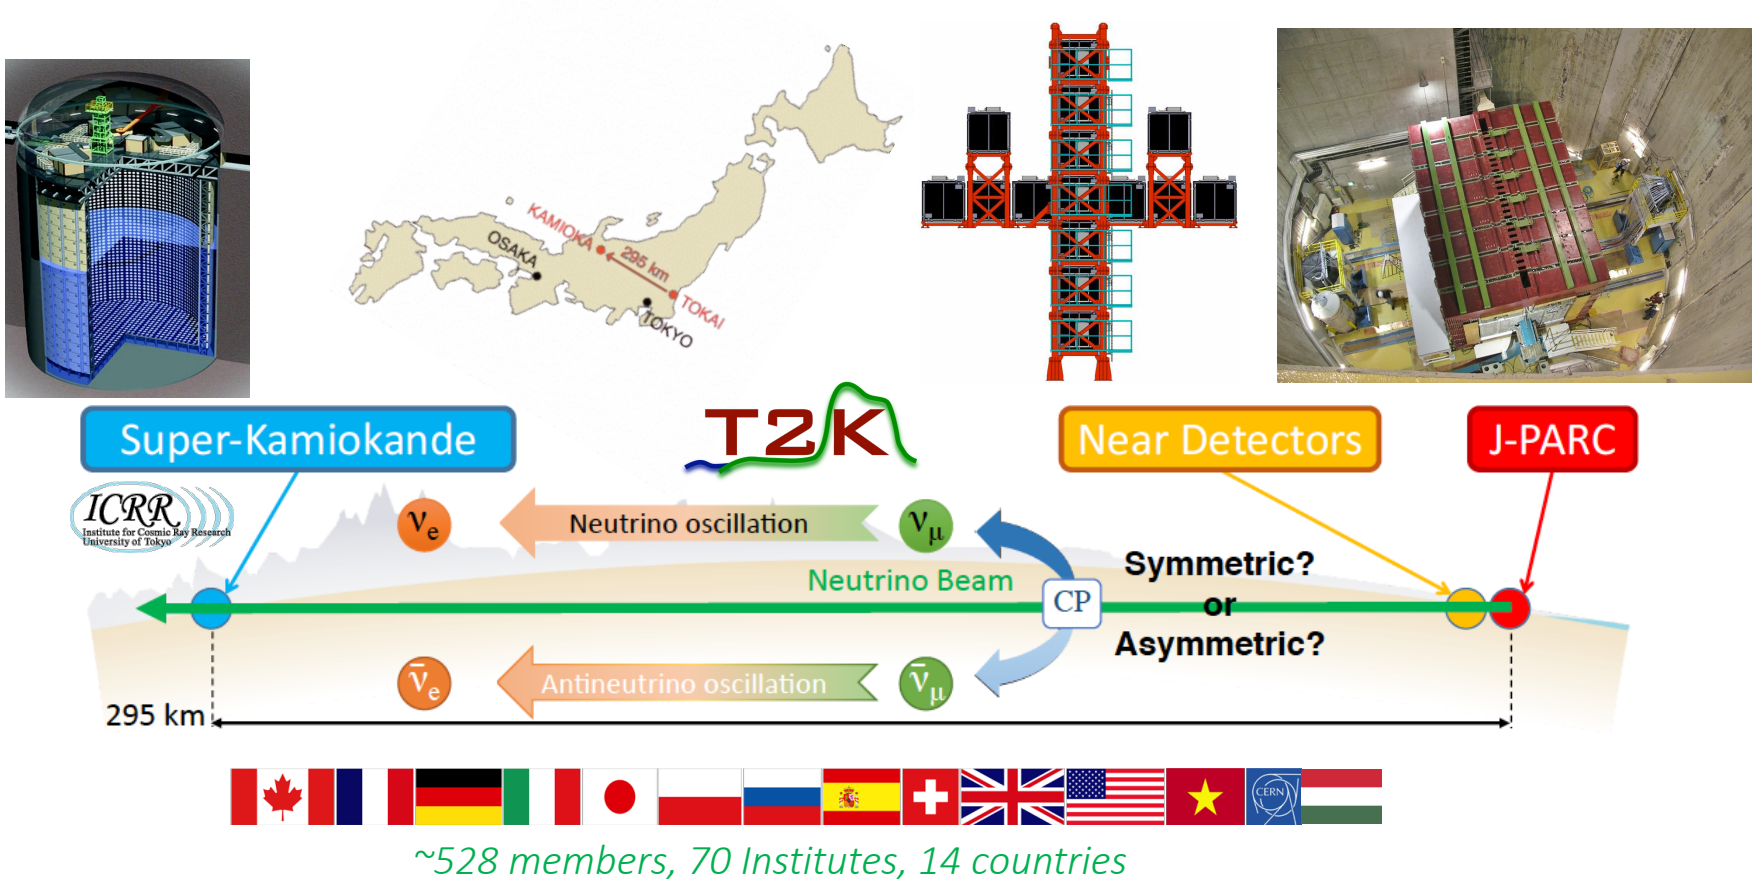 KAMIOKA
OSAKA
295 km
TOKAI
TOKYO
T2K
Super-Kamiokande
Near Detectors
J-PARC
ICRR
Institute for Cosmic Ray Research
University of Tokyo
νe
Neutrino oscillation
νμ
Symmetric?
Neutrino Beam
CP
or
Asymmetric?
ν̄e
Antineutrino oscillation
ν̄μ
295 km
CERN
~528 members, 70 Institutes, 14 countries